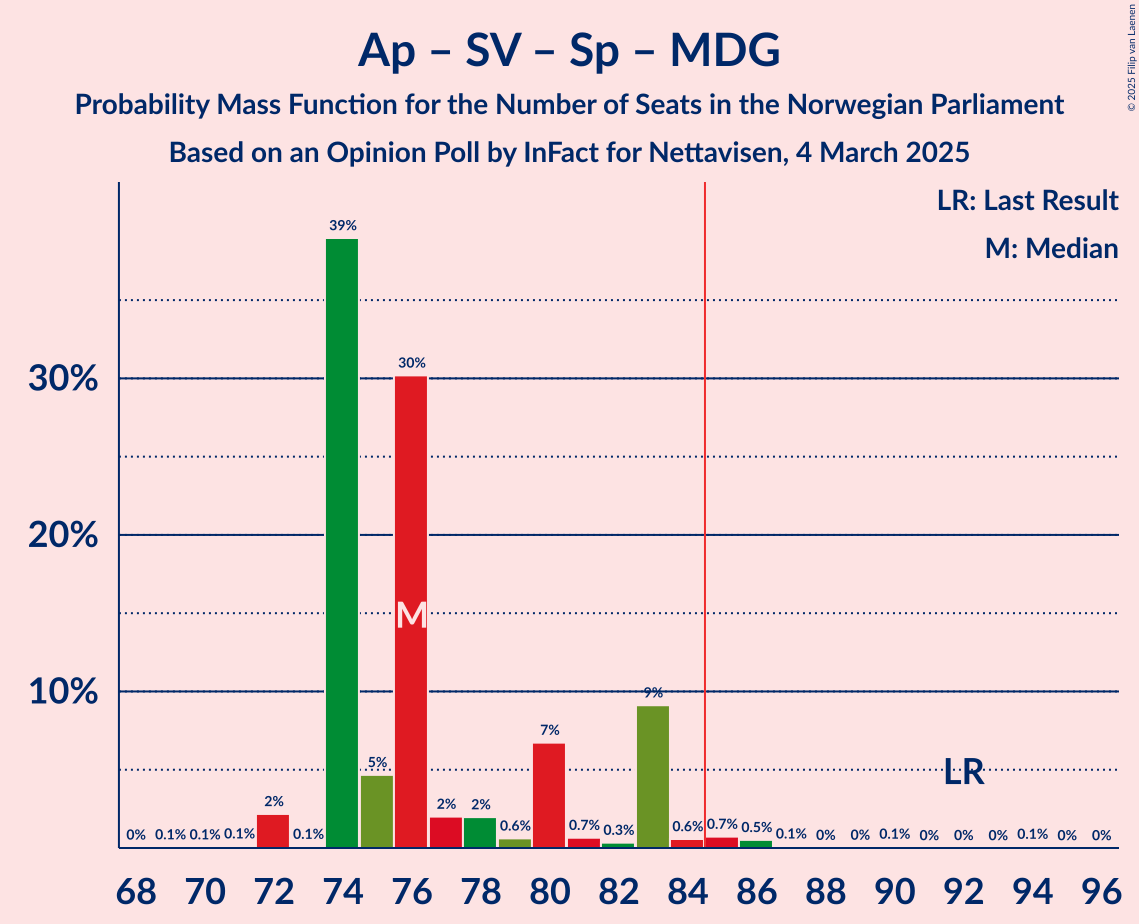 Ap – SV – Sp – MDG
Probability Mass Function for the Number of Seats in the Norwegian Parliament
Based on an Opinion Poll by InFact for Nettavisen, 4 March 2025
© 2025 Filip van Laenen
LR: Last Result
M: Median
30%
20%
10%
0% 0.1% 0.1% 0.1% 2% 0.1% 39% 5% 30% 2% 2% 0.6% 7% 0.7% 0.3% 9% 0.6% 0.7% 0.5% 0.1% 0% 0% 0.1% 0% 0% 0% 0.1% 0% 0%
M
LR
68 70 72 74 76 78 80 82 84 86 88 90 92 94 96